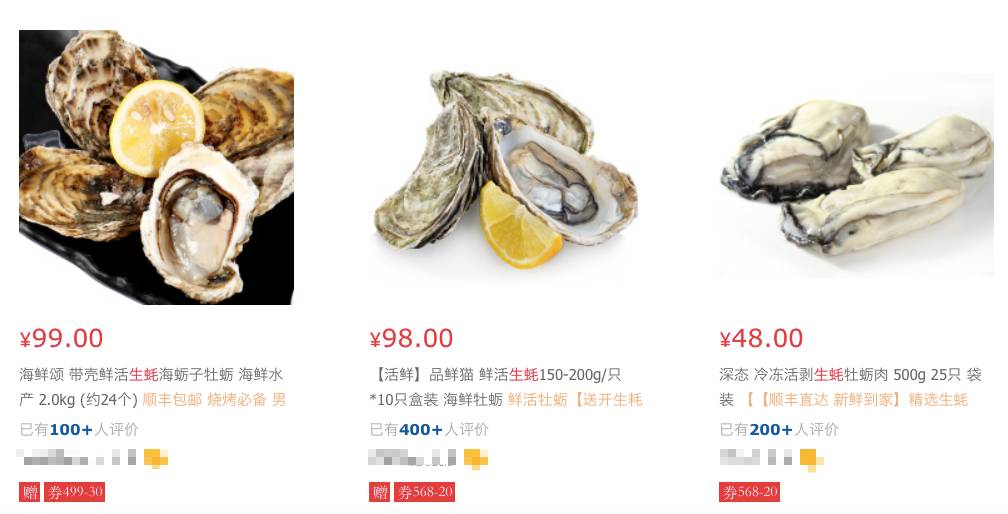 ¥99.00
海鲜颂 带壳鲜活生蚝海蛎子牡蛎 海鲜水
产 2.0kg (约24个) 顺丰包邮 烧烤必备 男
已有100+人评价
赠 券499-30
¥98.00
【活鲜】品鲜猫 鲜活生蚝150-200g/只
*10只盒装 海鲜牡蛎 鲜活牡蛎【送开生耗
已有400+人评价
赠 券568-20
¥48.00
深态 冷冻活剥生蚝牡蛎肉 500g 25只 袋
装 【【顺丰直达 新鲜到家】精选生蚝
已有200+人评价
券568-20